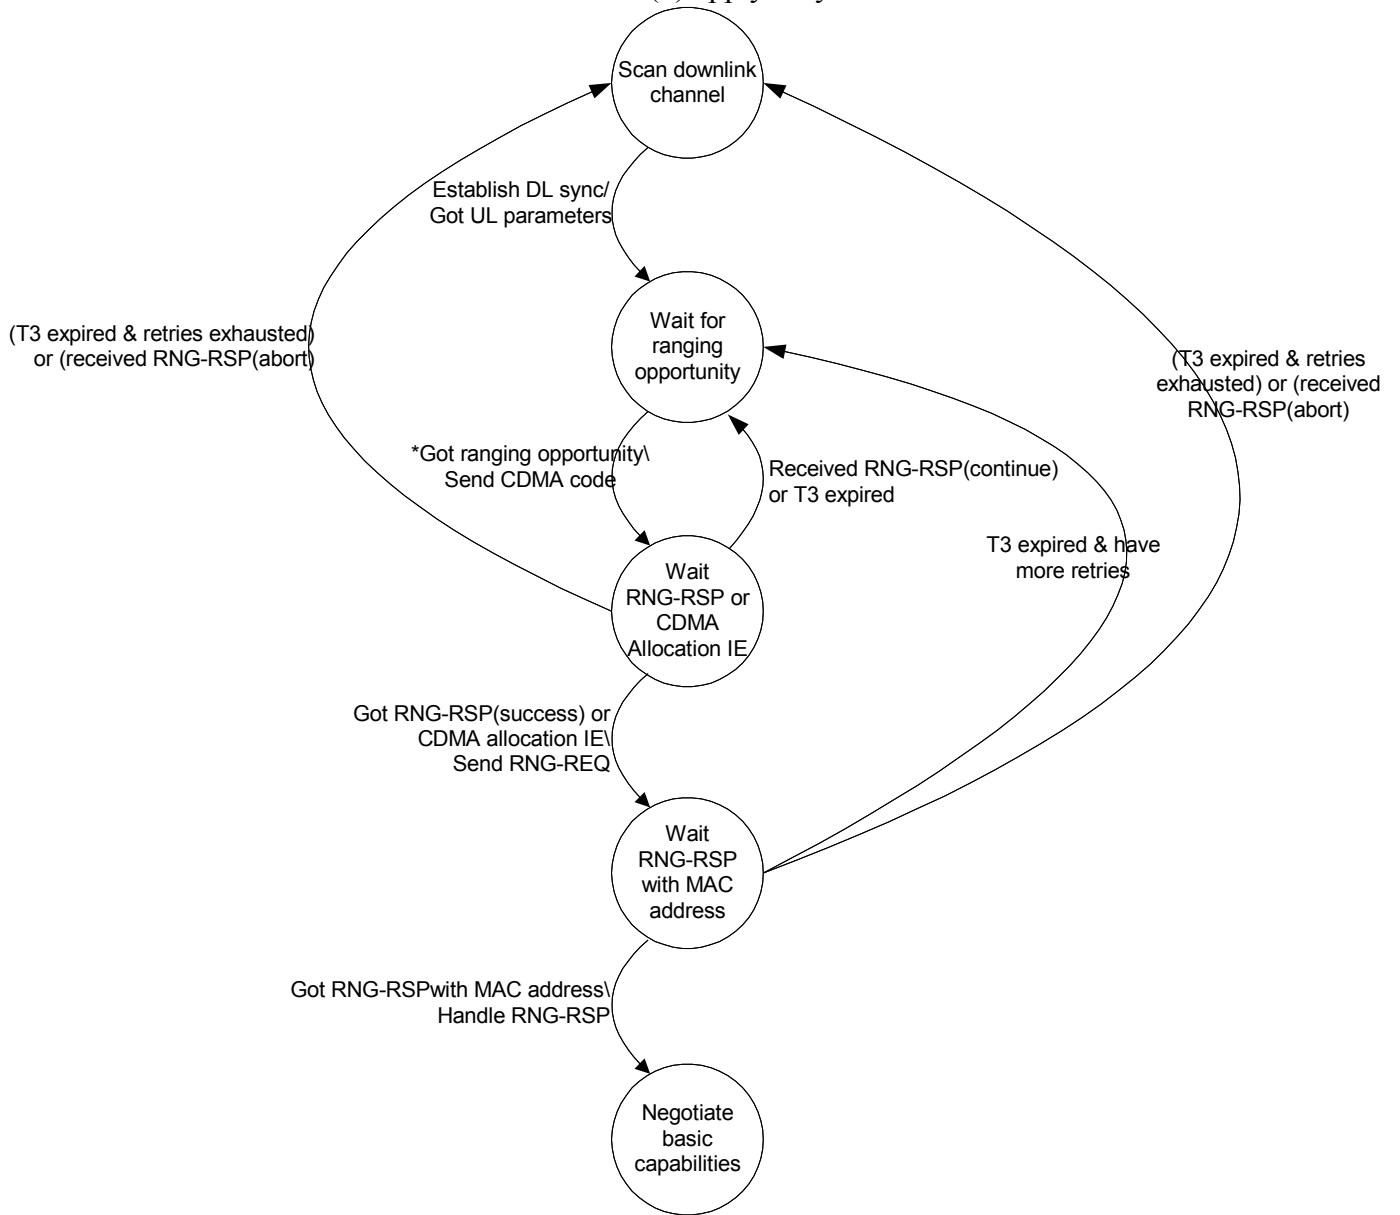 Scan downlink
channel
Establish DL sync/
Got UL parameters
Wait for
ranging
opportunity
(T3 expired & retries exhausted)
or (received RNG-RSP(abort)
(T3 expired & retries
exhausted) or (received
RNG-RSP(abort)
*Got ranging opportunity\
Send CDMA code
Received RNG-RSP(continue)
or T3 expired
T3 expired & have
more retries
Wait
RNG-RSP or
CDMA
Allocation IE
Got RNG-RSP(success) or
CDMA allocation IE\
Send RNG-REQ
Wait
RNG-RSP
with MAC
address
Got RNG-RSPwith MAC address\
Handle RNG-RSP
Negotiate
basic
capabilities